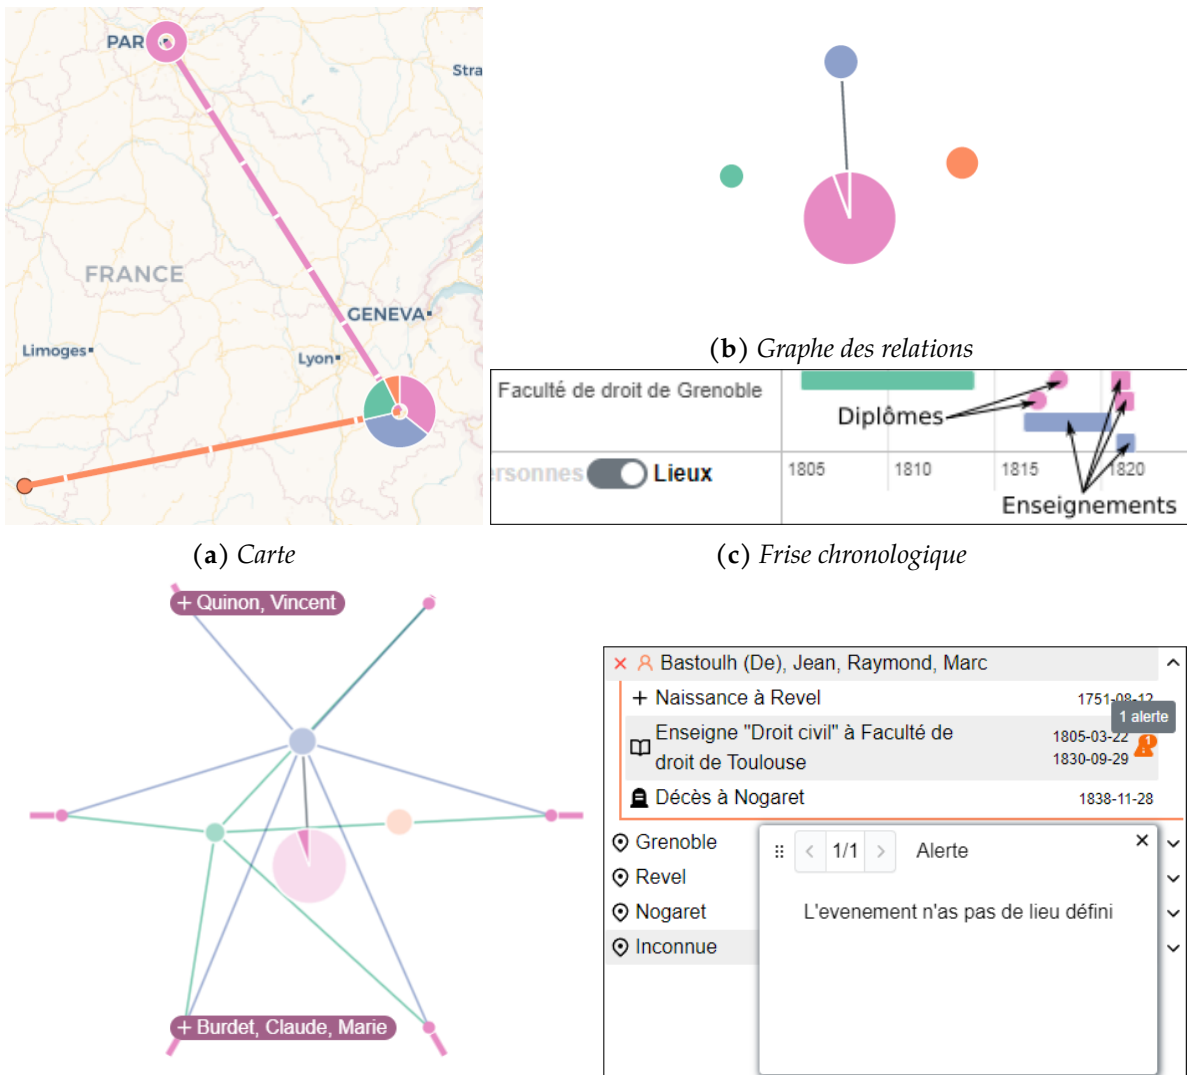 PAR
Stra
FRANCE
GENEVA
Limoges
Lyon
(a) Carte
(b) Graphe des relations
Faculté de droit de Grenoble
Diplômes
ersonnes Lieux
1805 1810 1815 1820
Enseignements
(c) Frise chronologique
+ Quinon, Vincent
+ Burdet, Claude, Marie
Bastoulh (De), Jean, Raymond, Marc
Naissance à Revel 1751-08-12
1 alerte
Enseigne "Droit civil" à Faculté de 1805-03-22
1
droit de Toulouse 1830-09-29
Décès à Nogaret 1838-11-28
Grenoble
Revel
Nogaret
Inconnue
< 1/1 > Alerte ×
L'evenement n'as pas de lieu défini